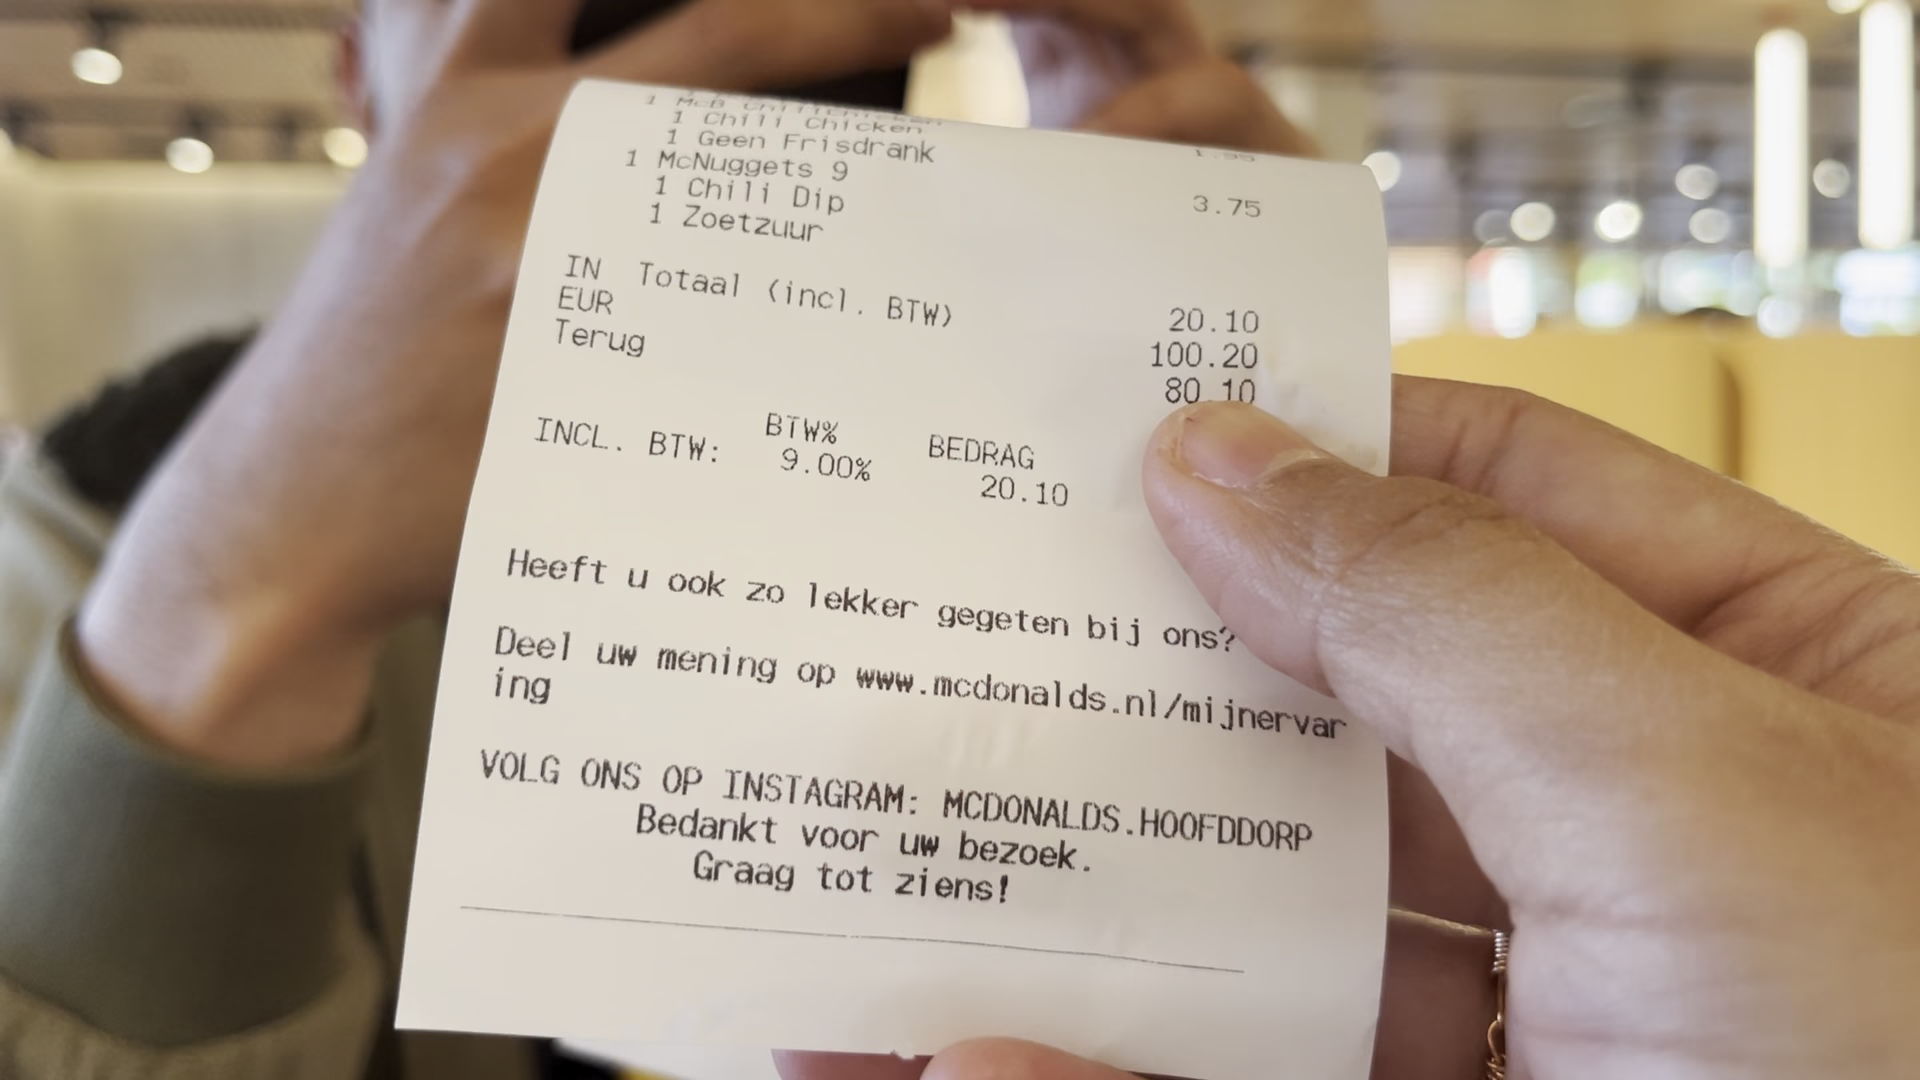 1 McB Chilichicken
1 Chili Chicken
1 Geen Frisdrank
1 McNuggets 9 3.75
1 Chili Dip
1 Zoetzuur
IN Totaal (incl. BTW) 20.10
EUR 100.20
Terug 80.10
BTW% BEDRAG
INCL. BTW: 9.00% 20.10
Heeft u ook zo lekker gegeten bij ons?
Deel uw mening op www.mcdonalds.nl/mijnervar
ing
VOLG ONS OP INSTAGRAM: MCDONALDS.HOOFDDORP
Bedankt voor uw bezoek.
Graag tot ziens!